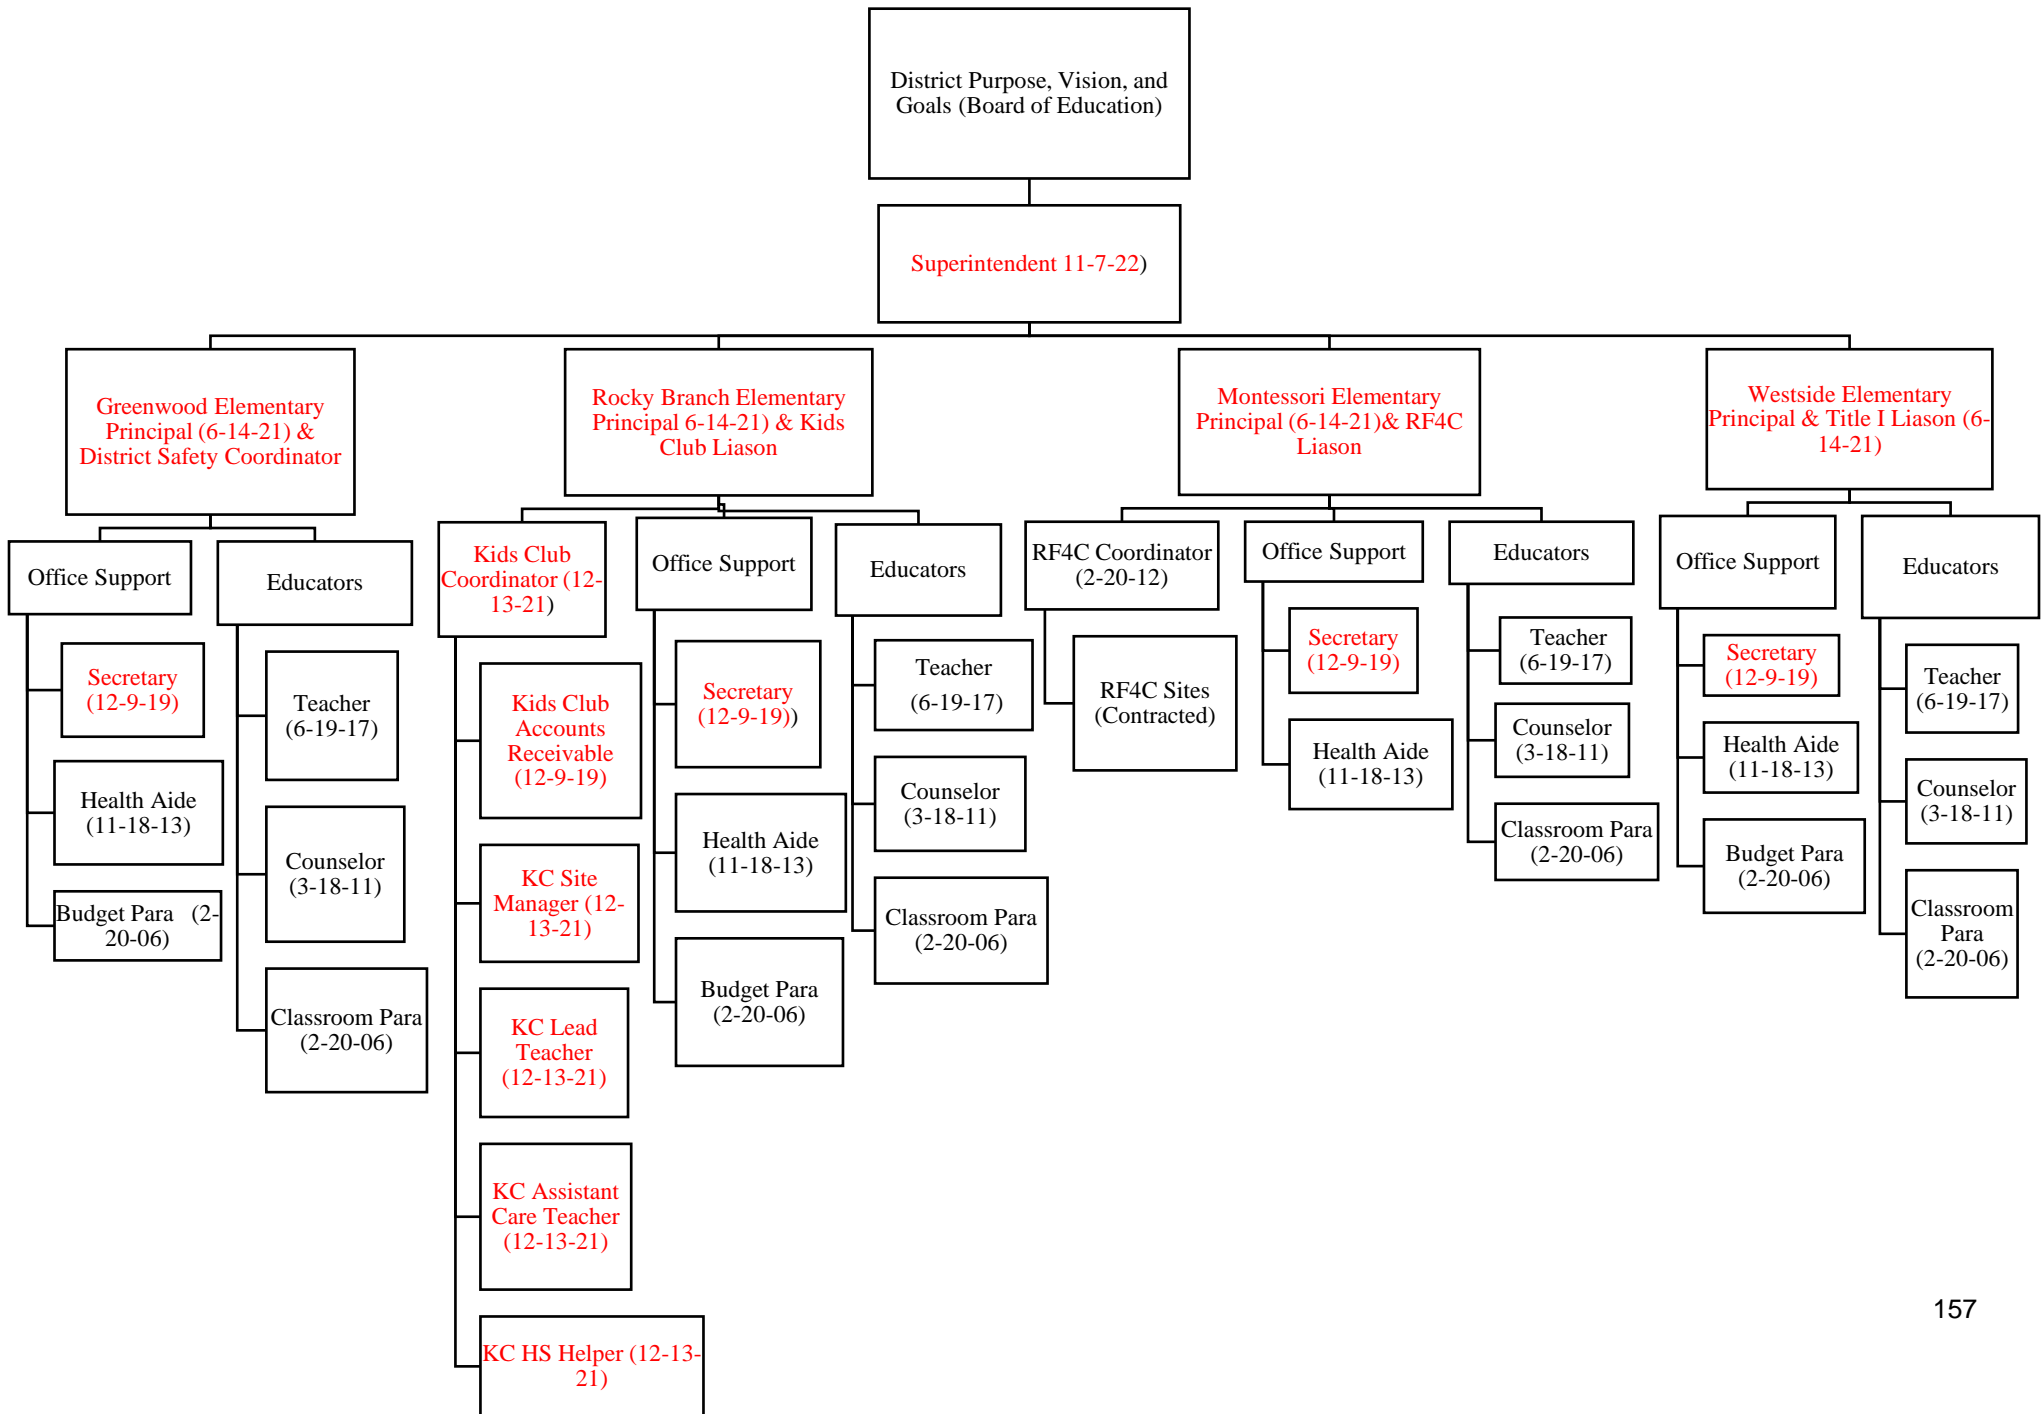 District Purpose, Vision, and
Goals (Board of Education)
Superintendent 11-7-22)
Greenwood Elementary
Principal (6-14-21) &
District Safety Coordinator
Rocky Branch Elementary
Principal 6-14-21) & Kids
Club Liason
Montessori Elementary
Principal (6-14-21)& RF4C
Liason
Westside Elementary
Principal & Title I Liason (6-
14-21)
Office Support
Secretary
(12-9-19)
Health Aide
(11-18-13)
Budget Para (2-
20-06)
Educators
Teacher
(6-19-17)
Counselor
(3-18-11)
Classroom Para
(2-20-06)
Kids Club
Coordinator (12-
13-21)
Kids Club
Accounts
Receivable
(12-9-19)
KC Site
Manager (12-
13-21)
KC Lead
Teacher
(12-13-21)
KC Assistant
Care Teacher
(12-13-21)
KC HS Helper (12-13-
21)
Office Support
Secretary
(12-9-19))
Health Aide
(11-18-13)
Budget Para
(2-20-06)
Educators
Teacher
(6-19-17)
Counselor
(3-18-11)
Classroom Para
(2-20-06)
RF4C Coordinator
(2-20-12)
RF4C Sites
(Contracted)
Office Support
Secretary
(12-9-19)
Health Aide
(11-18-13)
Educators
Teacher
(6-19-17)
Counselor
(3-18-11)
Classroom Para
(2-20-06)
Office Support
Secretary
(12-9-19)
Health Aide
(11-18-13)
Budget Para
(2-20-06)
Educators
Teacher
(6-19-17)
Counselor
(3-18-11)
Classroom
Para
(2-20-06)
157